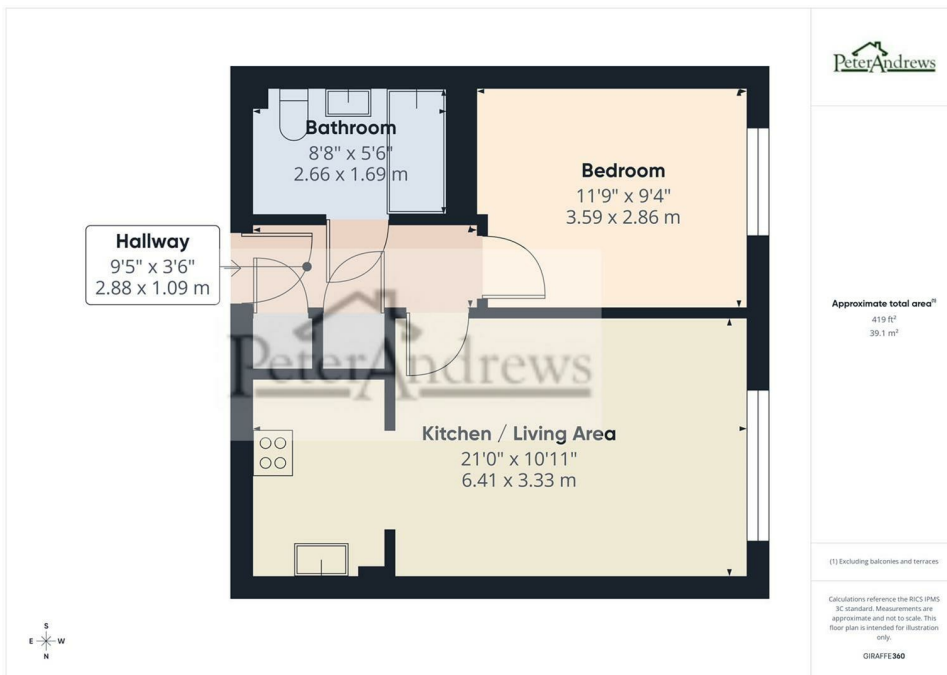 PeterAndrews
Bathroom
8'8" x 5'6"
2.66 x 1.69 m
Bedroom
11'9" x 9'4"
3.59 x 2.86 m
Hallway
9'5" x 3'6"
2.88 x 1.09 m
PeterAndrews
Kitchen / Living Area
21'0" x 10'11"
6.41 x 3.33 m
Approximate total area(1)
419 ft²
39.1 m²
(1) Excluding balconies and terraces
Calculations reference the RICS IPMS
3C standard. Measurements are
approximate and not to scale. This
floor plan is intended for illustration
only.
GIRAFFE360
S
E W
N